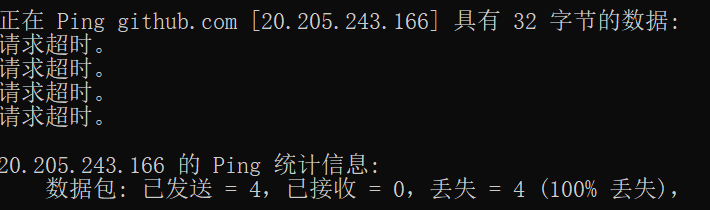 正在 Ping github.com [20.205.243.166] 具有 32 字节的数据:
请求超时。
请求超时。
请求超时。
请求超时。
20.205.243.166 的 Ping 统计信息:
数据包: 已发送 = 4，已接收 = 0，丢失 = 4 (100% 丢失)，